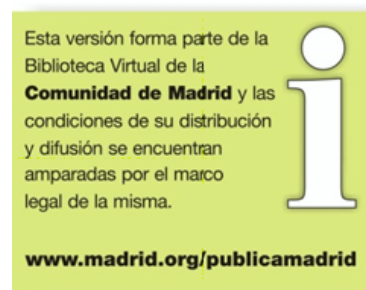 Esta versión forma parte de la
Biblioteca Virtual de la
Comunidad de Madrid y las
condiciones de su distribución
y difusión se encuentran
amparadas por el marco
legal de la misma.
www.madrid.org/publicamadrid